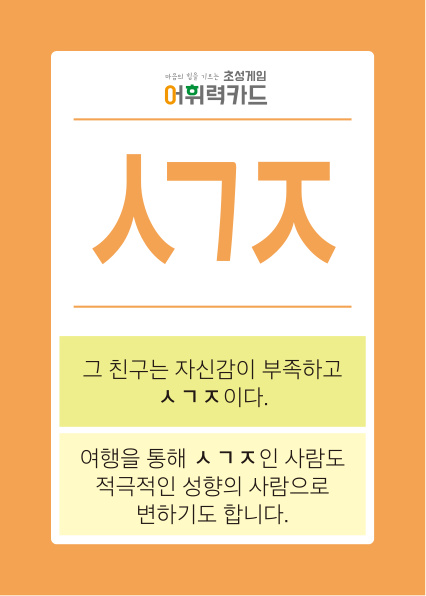 마음의 힘을 기르는 초성게임
어휘력카드
ㅅㄱㅈ
그 친구는 자신감이 부족하고
ㅅㄱㅈ이다.
여행을 통해 ㅅㄱㅈ인 사람도
적극적인 성향의 사람으로
변하기도 합니다.